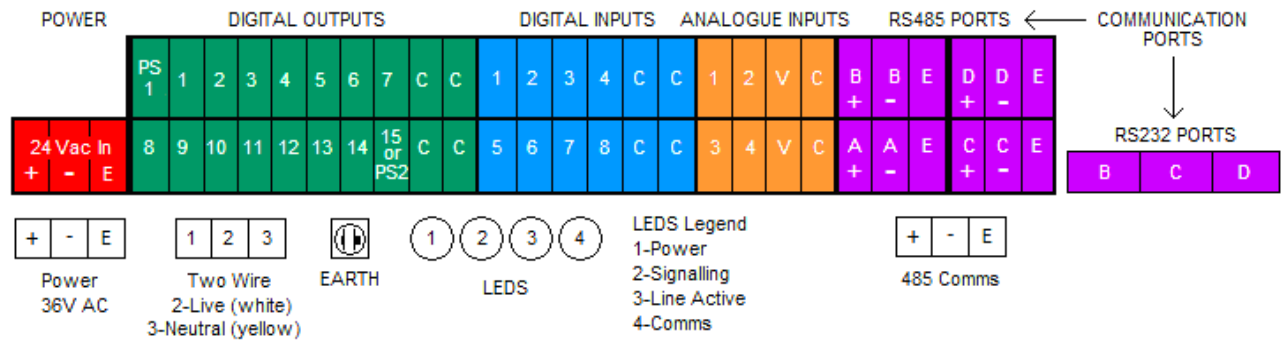 POWER DIGITAL OUTPUTS DIGITAL INPUTS ANALOGUE INPUTS RS485 PORTS COMMUNICATION
PORTS
PS 1 1 2 3 4 5 6 7 C C 1 2 3 4 C C 1 2 V C B + B - E D + D - E
24 Vac In
+ - E
8 9 10 11 12 13 14 15 or PS2 C C 5 6 7 8 C C 3 4 V C A + A - E C + C - E
RS232 PORTS
B C D
+ - E
Power
36V AC
1 2 3
Two Wire
2-Live (white)
3-Neutral (yellow)
EARTH
1 2 3 4
LEDS
LEDS Legend
1-Power
2-Signalling
3-Line Active
4-Comms
+ - E
485 Comms